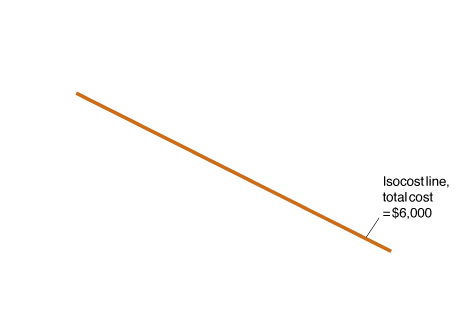 Isocost line,
total cost
= $6,000